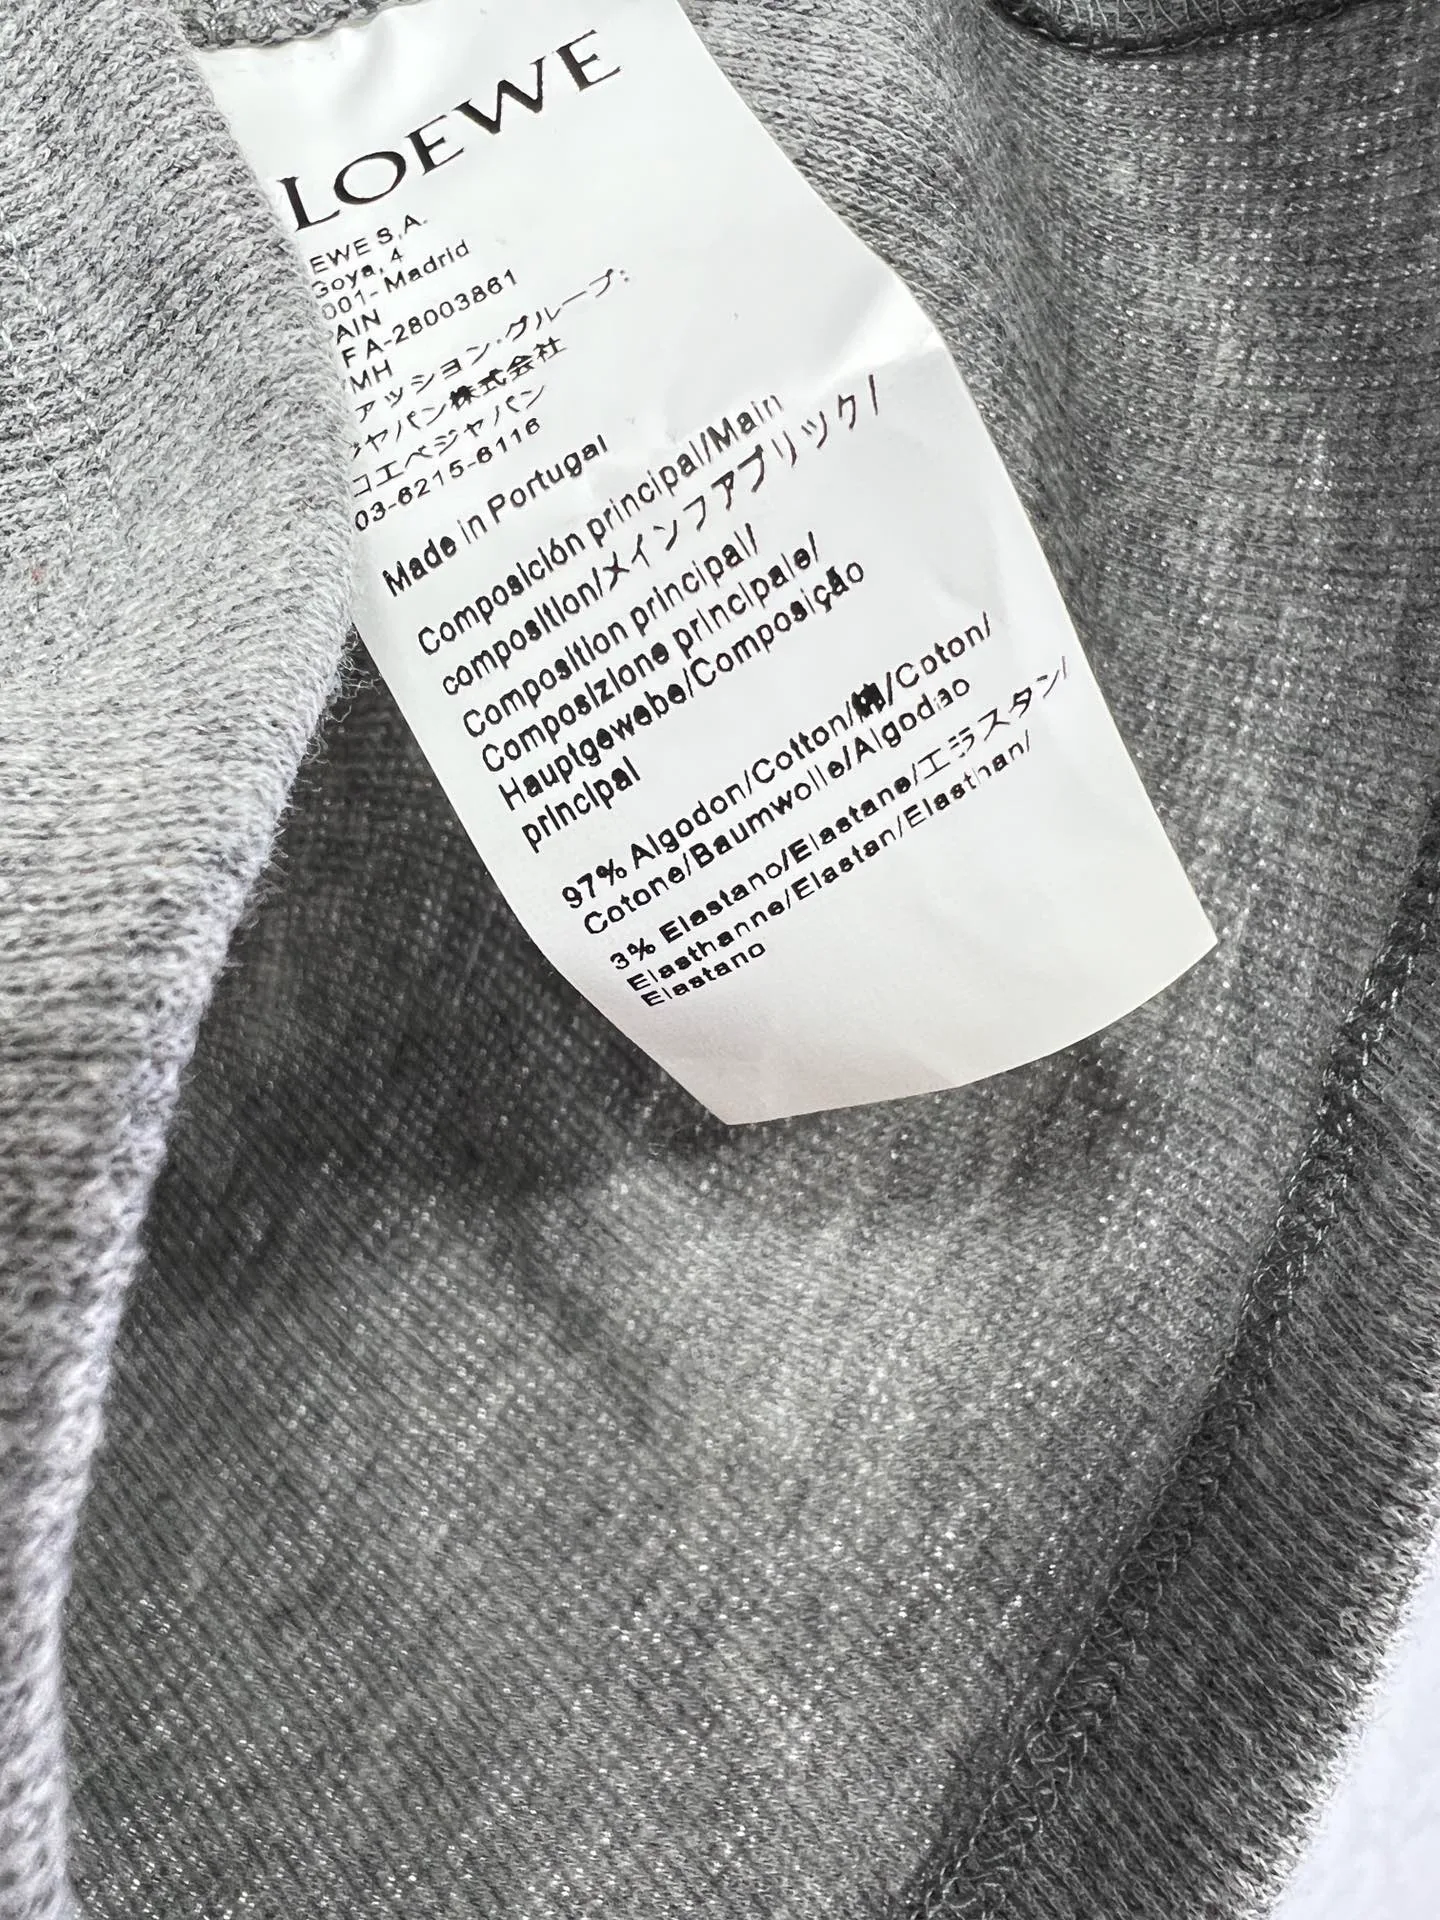 LOEWE
EWE S.A.
Goya, 4
001- Madrid
AIN
FA-28003861
MH
ァッション・グループ:
ジャパン株式会社
コエベジャパン
03-6215-6116
Made in Portugal
Composición principal/Main
composition/メインファブリック/
Composition principal/
Composizione principale/
Hauptgewebe/Composição
principal
97% Algodon/Cotton/綿/Coton/
Cotone/Baumwolle/Algodao
3% Elastano/Elastane/エラスタン/
Elasthanne/Elastan/Elasthan/
Elastano